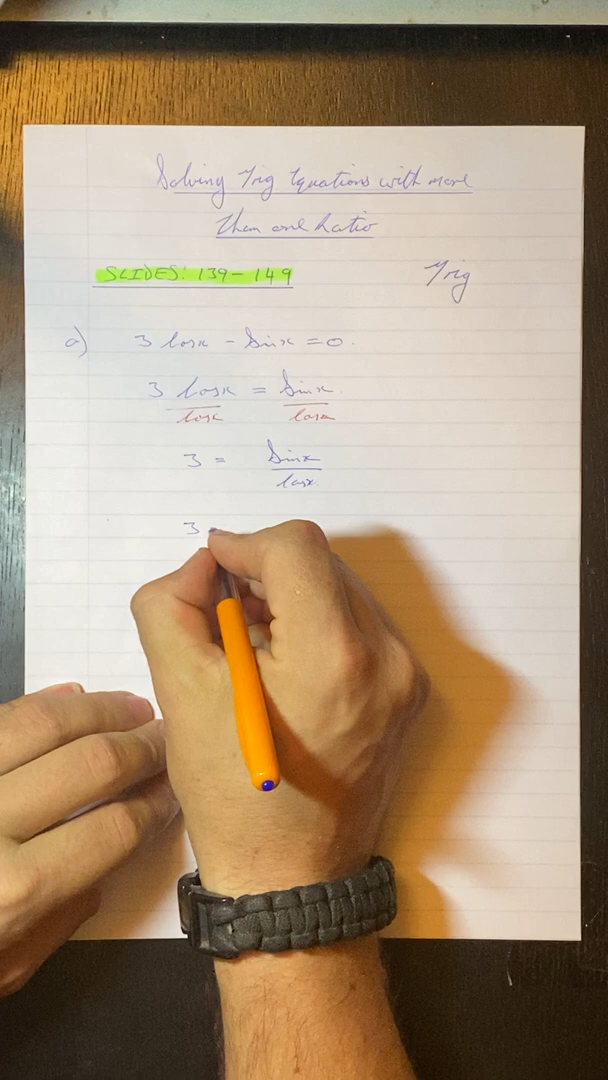 Solving Trig Equations with more
than one Ratio
SLIDES: 139-149
Trig
a) 3 cosx - Sinx = 0.
3 Cosx = Sinx
cosx cosx
3 = Sinx
cosx
3